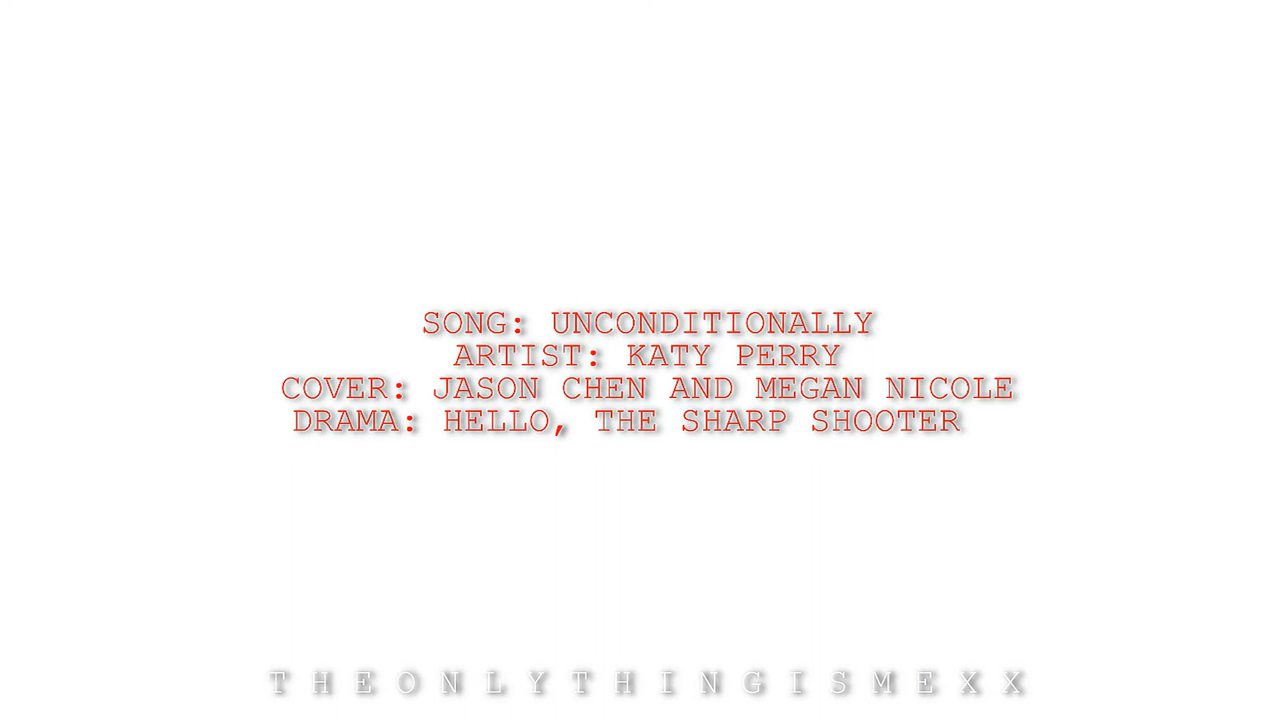 SONG: UNCONDITIONALLY
ARTIST: KATY PERRY
COVER: JASON CHEN AND MEGAN NICOLE
DRAMA: HELLO, THE SHARP SHOOTER
T H E O N L Y T H I N G I S M E X X